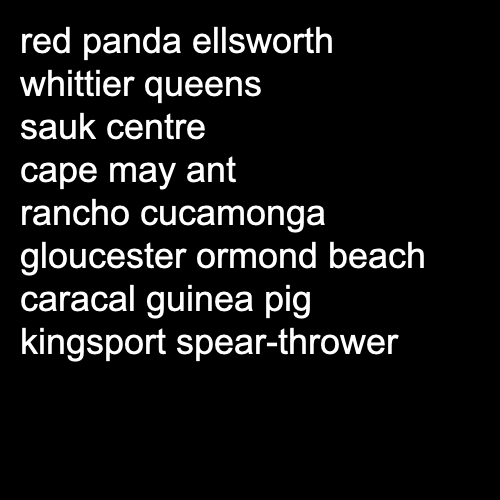 red panda ellsworth
whittier queens
sauk centre
cape may ant
rancho cucamonga
gloucester ormond beach
caracal guinea pig
kingsport spear-thrower